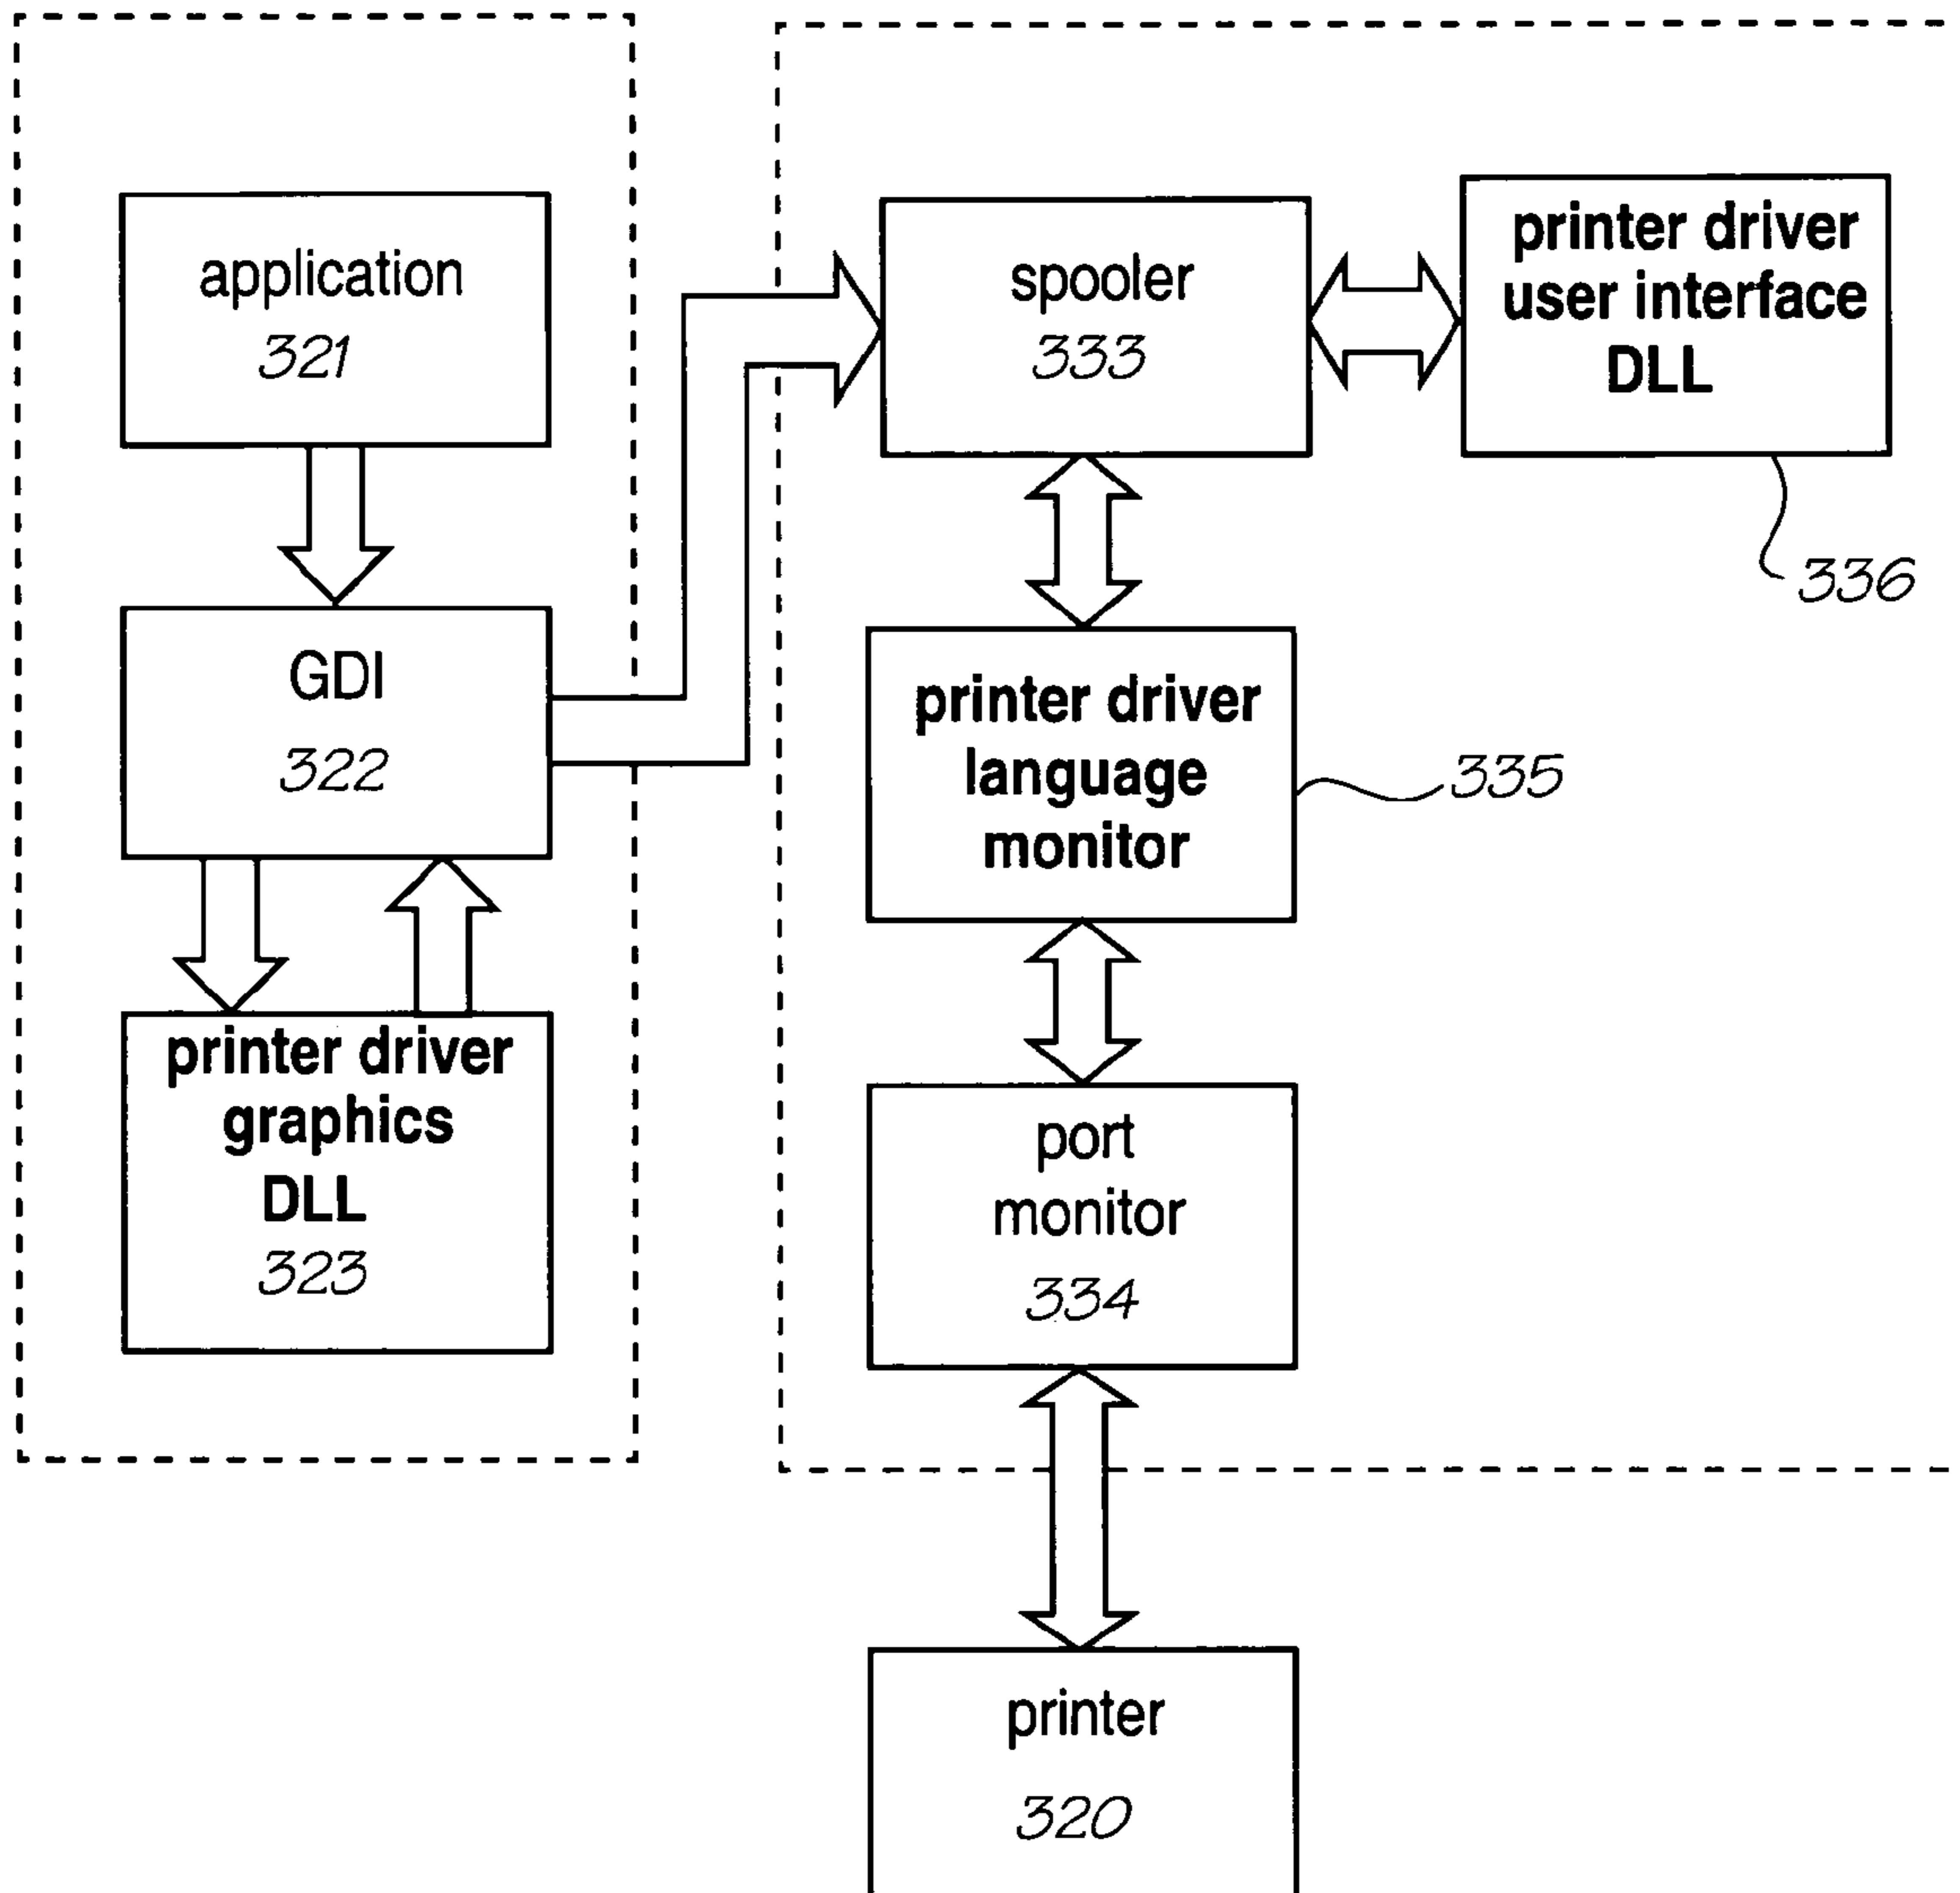 application
321
GDI
322
printer driver
graphics
DLL
323
spooler
333
printer driver
user interface
DLL
336
printer driver
language
monitor
335
port
monitor
334
printer
320